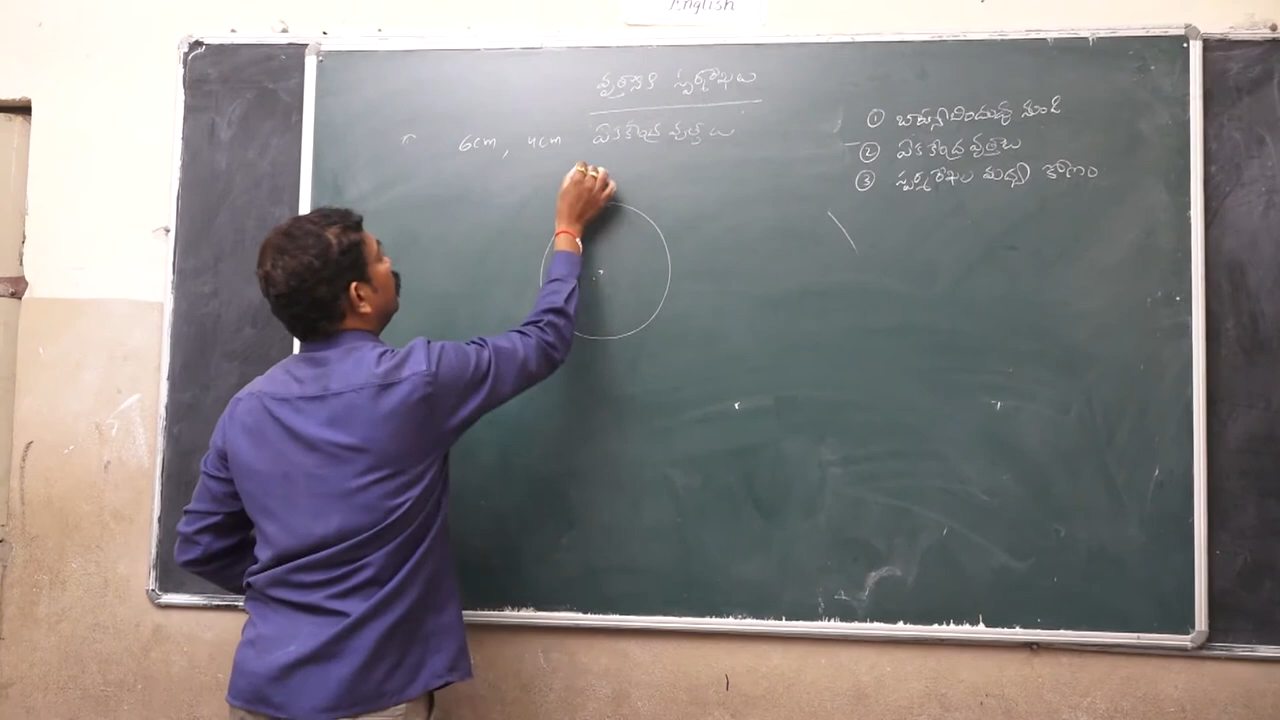 English
వృత్తానికి స్పర్శరేఖలు
6cm, 4cm ఏకకేంద్ర వృత్తాలు
① బాహ్యబిందువు నుండి
② ఏకకేంద్ర వృత్తాలు
③ స్పర్శరేఖల మధ్య కోణం